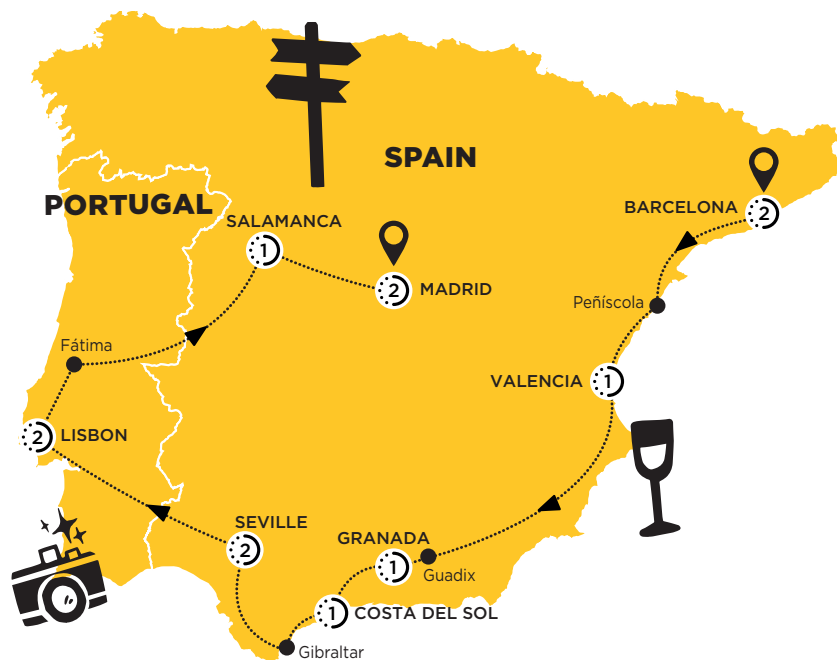 SPAIN
PORTUGAL
BARCELONA
2
SALAMANCA
1
2
MADRID
Peñíscola
Fátima
VALENCIA
1
2
LISBON
SEVILLE
2
GRANADA
1
Guadix
1
COSTA DEL SOL
Gibraltar